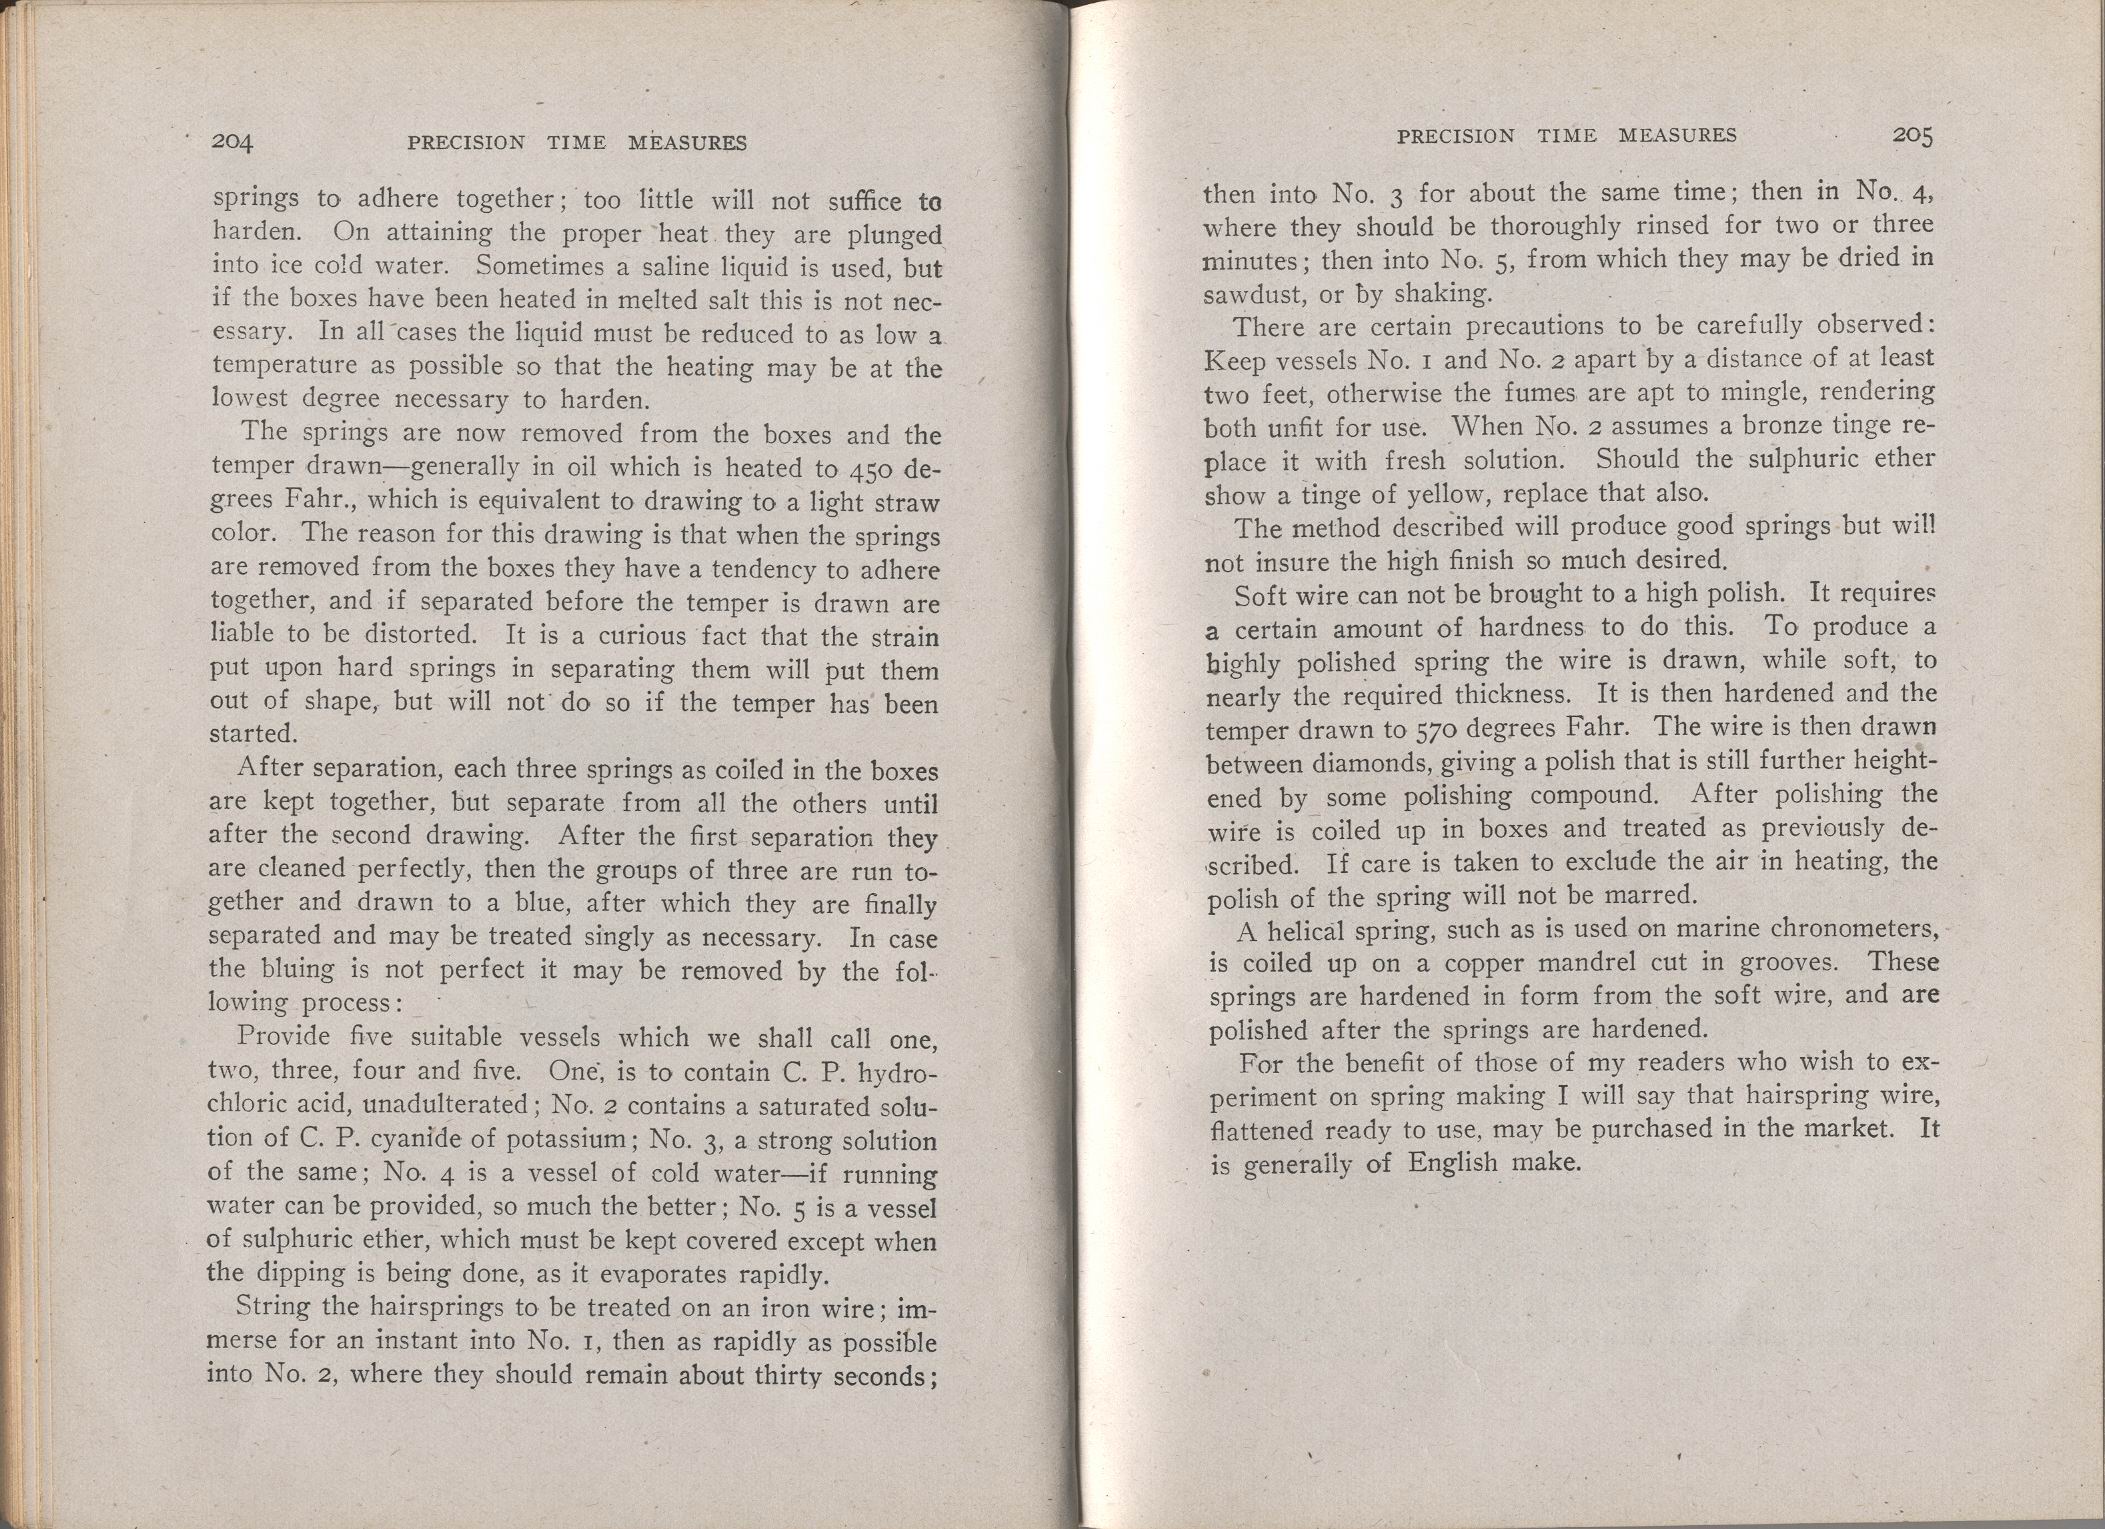 204 PRECISION TIME MEASURES
springs to adhere together; too little will not suffice to
harden. On attaining the proper heat they are plunged
into ice cold water. Sometimes a saline liquid is used, but
if the boxes have been heated in melted salt this is not nec-
essary. In all cases the liquid must be reduced to as low a
temperature as possible so that the heating may be at the
lowest degree necessary to harden.
The springs are now removed from the boxes and the
temper drawn—generally in oil which is heated to 450 de-
grees Fahr., which is equivalent to drawing to a light straw
color. The reason for this drawing is that when the springs
are removed from the boxes they have a tendency to adhere
together, and if separated before the temper is drawn are
liable to be distorted. It is a curious fact that the strain
put upon hard springs in separating them will put them
out of shape, but will not do so if the temper has been
started.
After separation, each three springs as coiled in the boxes
are kept together, but separate from all the others until
after the second drawing. After the first separation they
are cleaned perfectly, then the groups of three are run to-
gether and drawn to a blue, after which they are finally
separated and may be treated singly as necessary. In case
the bluing is not perfect it may be removed by the fol-
lowing process:
Provide five suitable vessels which we shall call one,
two, three, four and five. One, is to contain C. P. hydro-
chloric acid, unadulterated; No. 2 contains a saturated solu-
tion of C. P. cyanide of potassium; No. 3, a strong solution
of the same; No. 4 is a vessel of cold water—if running
water can be provided, so much the better; No. 5 is a vessel
of sulphuric ether, which must be kept covered except when
the dipping is being done, as it evaporates rapidly.
String the hairsprings to be treated on an iron wire; im-
merse for an instant into No. 1, then as rapidly as possible
into No. 2, where they should remain about thirty seconds;
PRECISION TIME MEASURES 205
then into No. 3 for about the same time; then in No. 4,
where they should be thoroughly rinsed for two or three
minutes; then into No. 5, from which they may be dried in
sawdust, or by shaking.
There are certain precautions to be carefully observed:
Keep vessels No. 1 and No. 2 apart by a distance of at least
two feet, otherwise the fumes are apt to mingle, rendering
both unfit for use. When No. 2 assumes a bronze tinge re-
place it with fresh solution. Should the sulphuric ether
show a tinge of yellow, replace that also.
The method described will produce good springs but will
not insure the high finish so much desired.
Soft wire can not be brought to a high polish. It requires
a certain amount of hardness to do this. To produce a
highly polished spring the wire is drawn, while soft, to
nearly the required thickness. It is then hardened and the
temper drawn to 570 degrees Fahr. The wire is then drawn
between diamonds, giving a polish that is still further height-
ened by some polishing compound. After polishing the
wire is coiled up in boxes and treated as previously de-
scribed. If care is taken to exclude the air in heating, the
polish of the spring will not be marred.
A helical spring, such as is used on marine chronometers,
is coiled up on a copper mandrel cut in grooves. These
springs are hardened in form from the soft wire, and are
polished after the springs are hardened.
For the benefit of those of my readers who wish to ex-
periment on spring making I will say that hairspring wire,
flattened ready to use, may be purchased in the market. It
is generally of English make.